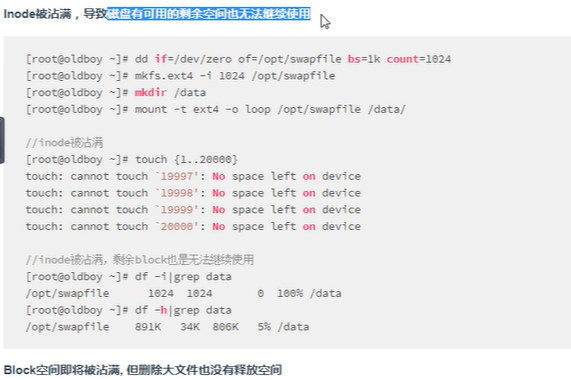 Inode被沾满，导致磁盘有可用的剩余空间也无法继续使用
[root@oldboy ~]# dd if=/dev/zero of=/opt/swapfile bs=1k count=1024
[root@oldboy ~]# mkfs.ext4 -i 1024 /opt/swapfile
[root@oldboy ~]# mkdir /data
[root@oldboy ~]# mount -t ext4 -o loop /opt/swapfile /data/
//inode被沾满
[root@oldboy ~]# touch {1..20000}
touch: cannot touch `19997': No space left on device
touch: cannot touch `19998': No space left on device
touch: cannot touch `19999': No space left on device
touch: cannot touch `20000': No space left on device
//inode被沾满，剩余block也是无法继续使用
[root@oldboy ~]# df -i|grep data
/opt/swapfile 1024 1024 0 100% /data
[root@oldboy ~]# df -h|grep data
/opt/swapfile 891K 34K 806K 5% /data
Block空间即将被沾满, 但删除大文件也没有释放空间